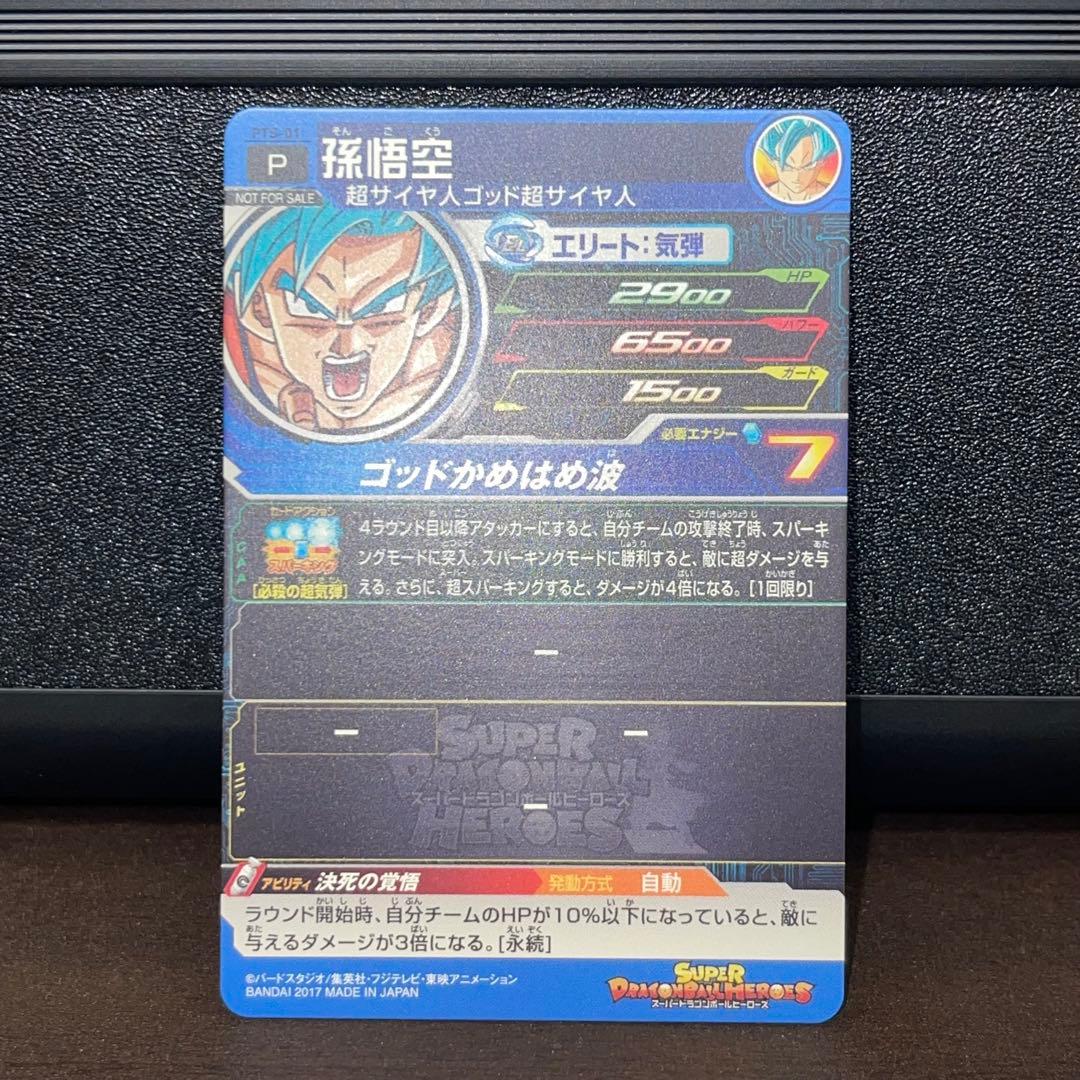 PTS-01
P
孫悟空
そんごくう
NOT FOR SALE
超サイヤ人ゴッド超サイヤ人
エリート:気弾
HP
2900
パワー
6500
ガード
1500
必要エナジー 7
ゴッドかめはめ波
CAA
カードアクション
スパーキング
[必殺の超気弾]
4ラウンド目以降アタッカーにすると、自分チームの攻撃終了時、スパーキ
ングモードに突入。スパーキングモードに勝利すると、敵に超ダメージを与
える。さらに、超スパーキングすると、ダメージが4倍になる。[1回限り]
ー
ユニット
ー ー
ー
SUPER
DRAGONBALL
スーパードラゴンボールヒーローズ
HEROES
アビリティ 決死の覚悟 発動方式 自動
ラウンド開始時、自分チームのHPが10%以下になっていると、敵に
与えるダメージが3倍になる。[永続]
©バードスタジオ/集英社・フジテレビ・東映アニメーション
BANDAI 2017 MADE IN JAPAN
SUPER
DRAGONBALL HEROES
スーパードラゴンボールヒーローズ